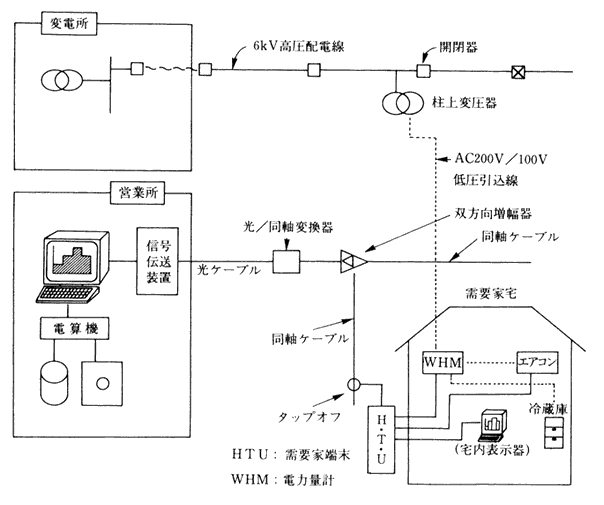 変電所
6kV高圧配電線
開閉器
柱上変圧器
AC200V／100V
低圧引込線
営業所
信号
伝送
装置
光ケーブル
光／同軸変換器
双方向増幅器
同軸ケーブル
電算機
同軸ケーブル
タップオフ
需要家宅
WHM
エアコン
冷蔵庫
H・T・U
(宅内表示器)
HTU：需要家端末
WHM：電力量計